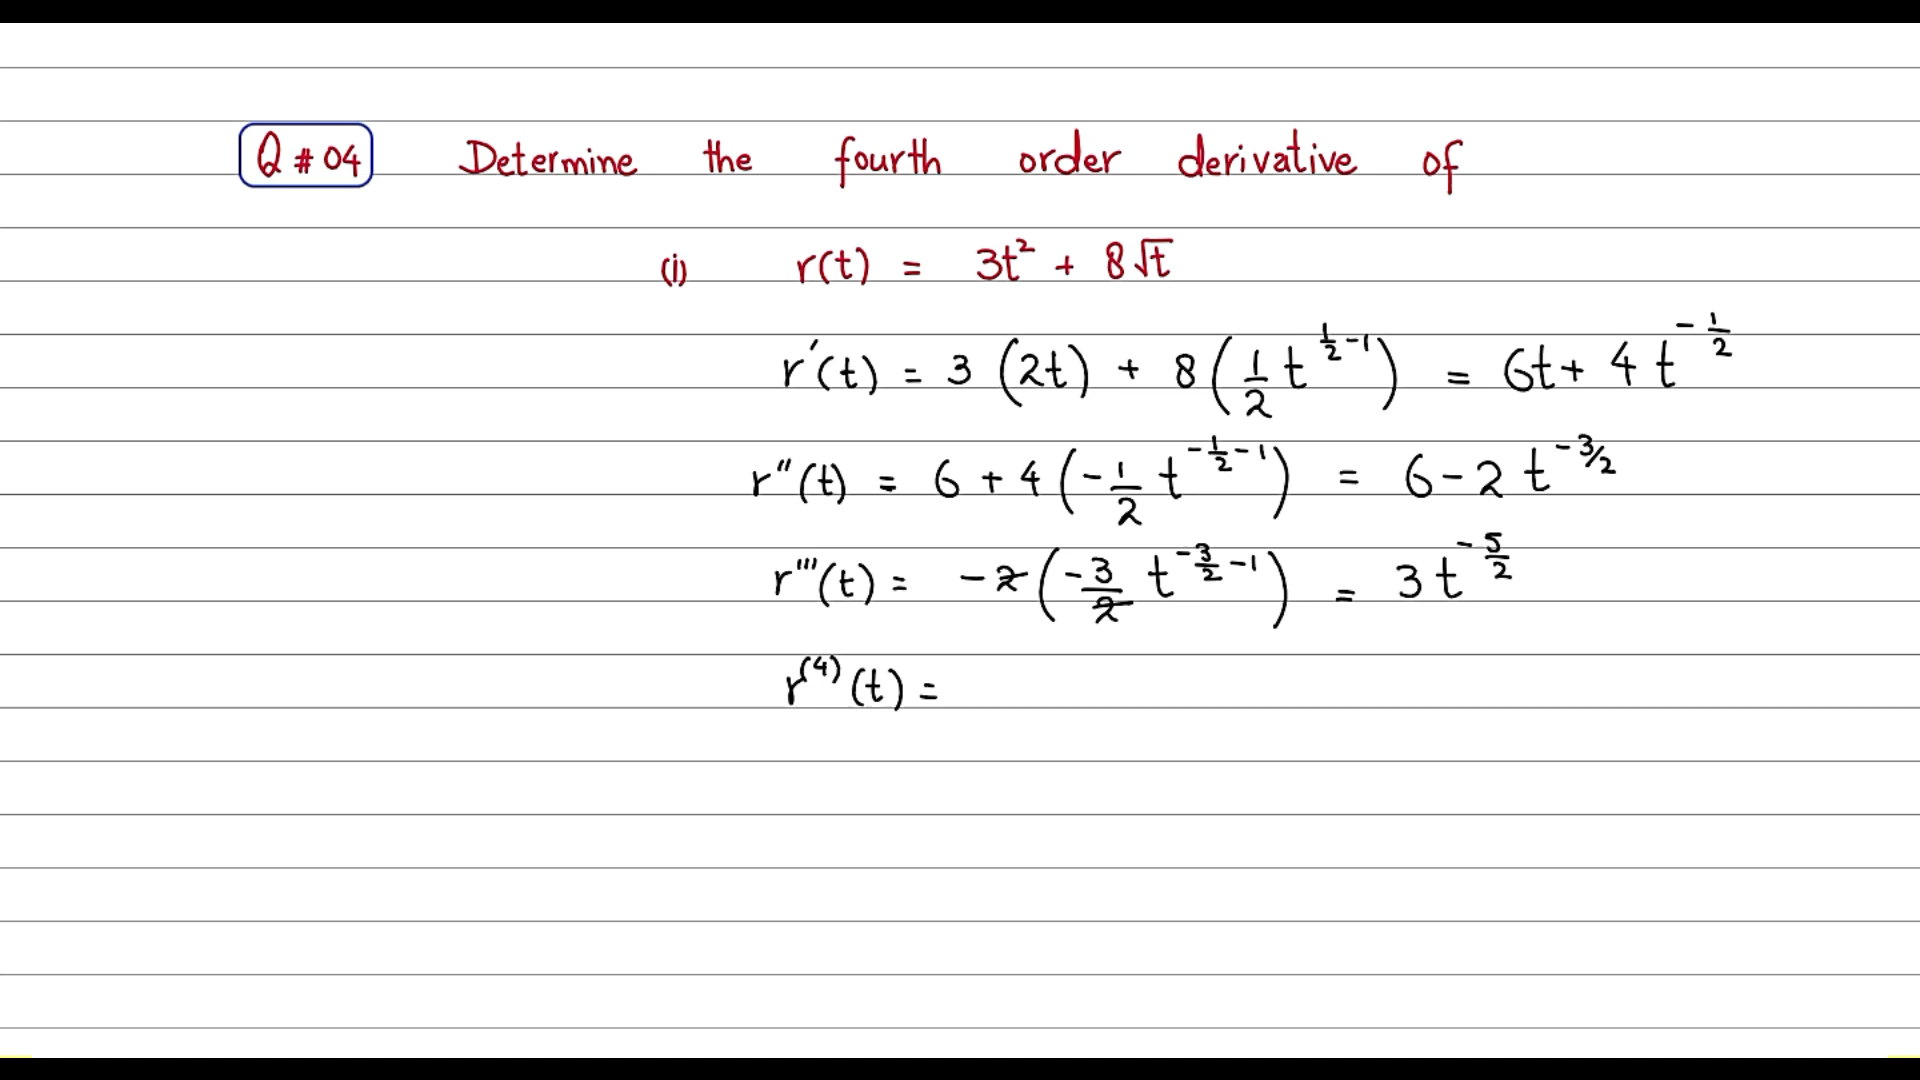 Q # 04 Determine the fourth order derivative of
(i) r(t) = 3t² + 8√t
r′(t) = 3 (2t) + 8 (1/2 t^(1/2 - 1)) = 6t + 4 t^(-1/2)
r″(t) = 6 + 4 (-1/2 t^(-1/2 - 1)) = 6 - 2 t^(-3/2)
r‴(t) = -2 (-3/2 t^(-3/2 - 1)) = 3 t^(-5/2)
r⁽⁴⁾(t) =